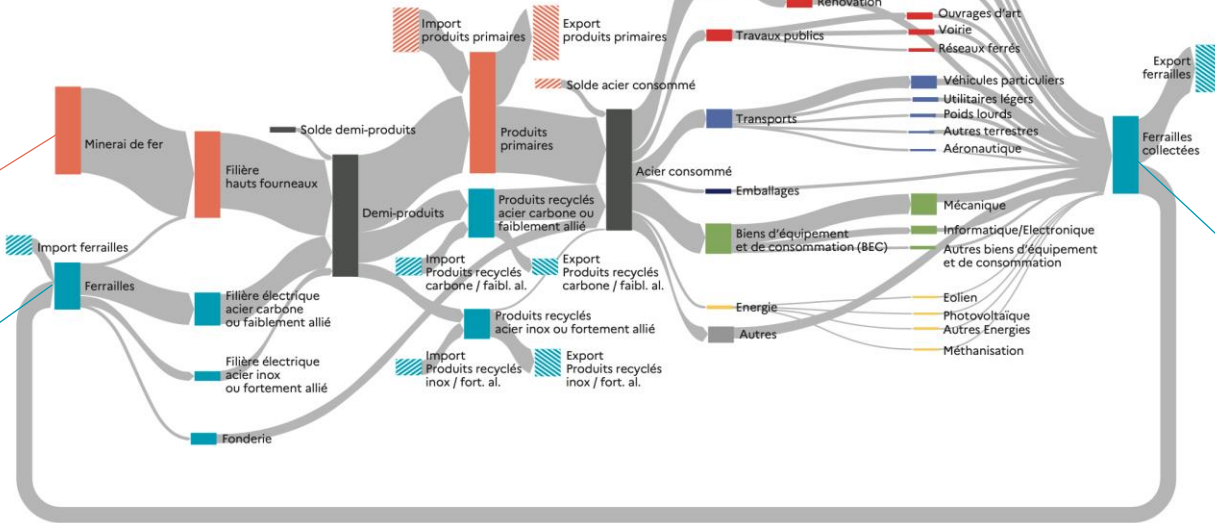 Minerai de fer
Import ferrailles
Ferrailles
Filière
hauts fourneaux
Filière électrique
acier carbone
ou faiblement allié
Filière électrique
acier inox
ou fortement allié
Fonderie
Solde demi-produits
Demi-produits
Import
produits primaires
Export
produits primaires
Produits
primaires
Produits recyclés
acier carbone ou
faiblement allié
Import
Produits recyclés
carbone / faibl. al.
Export
Produits recyclés
carbone / faibl. al.
Produits recyclés
acier inox ou fortement allié
Import
Produits recyclés
inox / fort. al.
Export
Produits recyclés
inox / fort. al.
Solde acier consommé
Acier consommé
Rénovation
Travaux publics
Transports
Emballages
Biens d'équipement
et de consommation (BEC)
Energie
Autres
Ouvrages d'art
Voirie
Réseaux ferrés
Véhicules particuliers
Utilitaires légers
Poids lourds
Autres terrestres
Aéronautique
Mécanique
Informatique/Electronique
Autres biens d'équipement
et de consommation
Eolien
Photovoltaïque
Autres Energies
Méthanisation
Export
ferrailles
Ferrailles
collectées